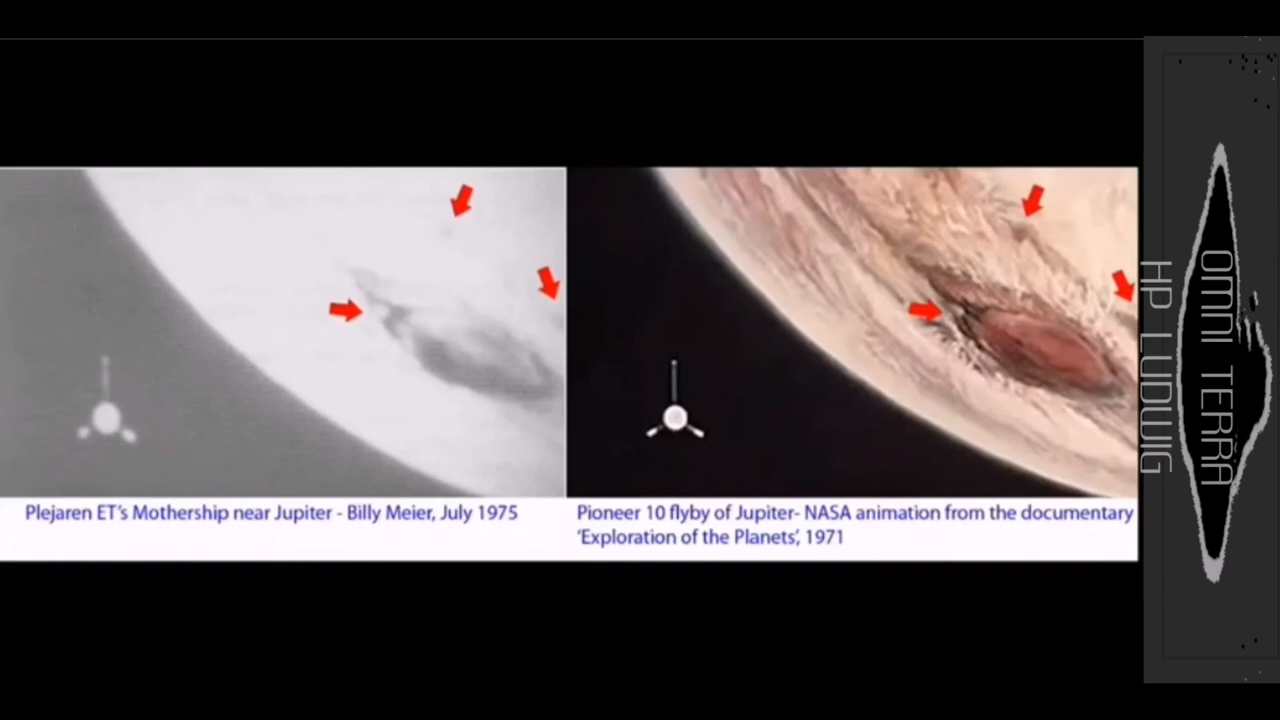 Plejaren ET's Mothership near Jupiter - Billy Meier, July 1975
Pioneer 10 flyby of Jupiter- NASA animation from the documentary
'Exploration of the Planets', 1971
OMNI TERRA
HP LUDWIG